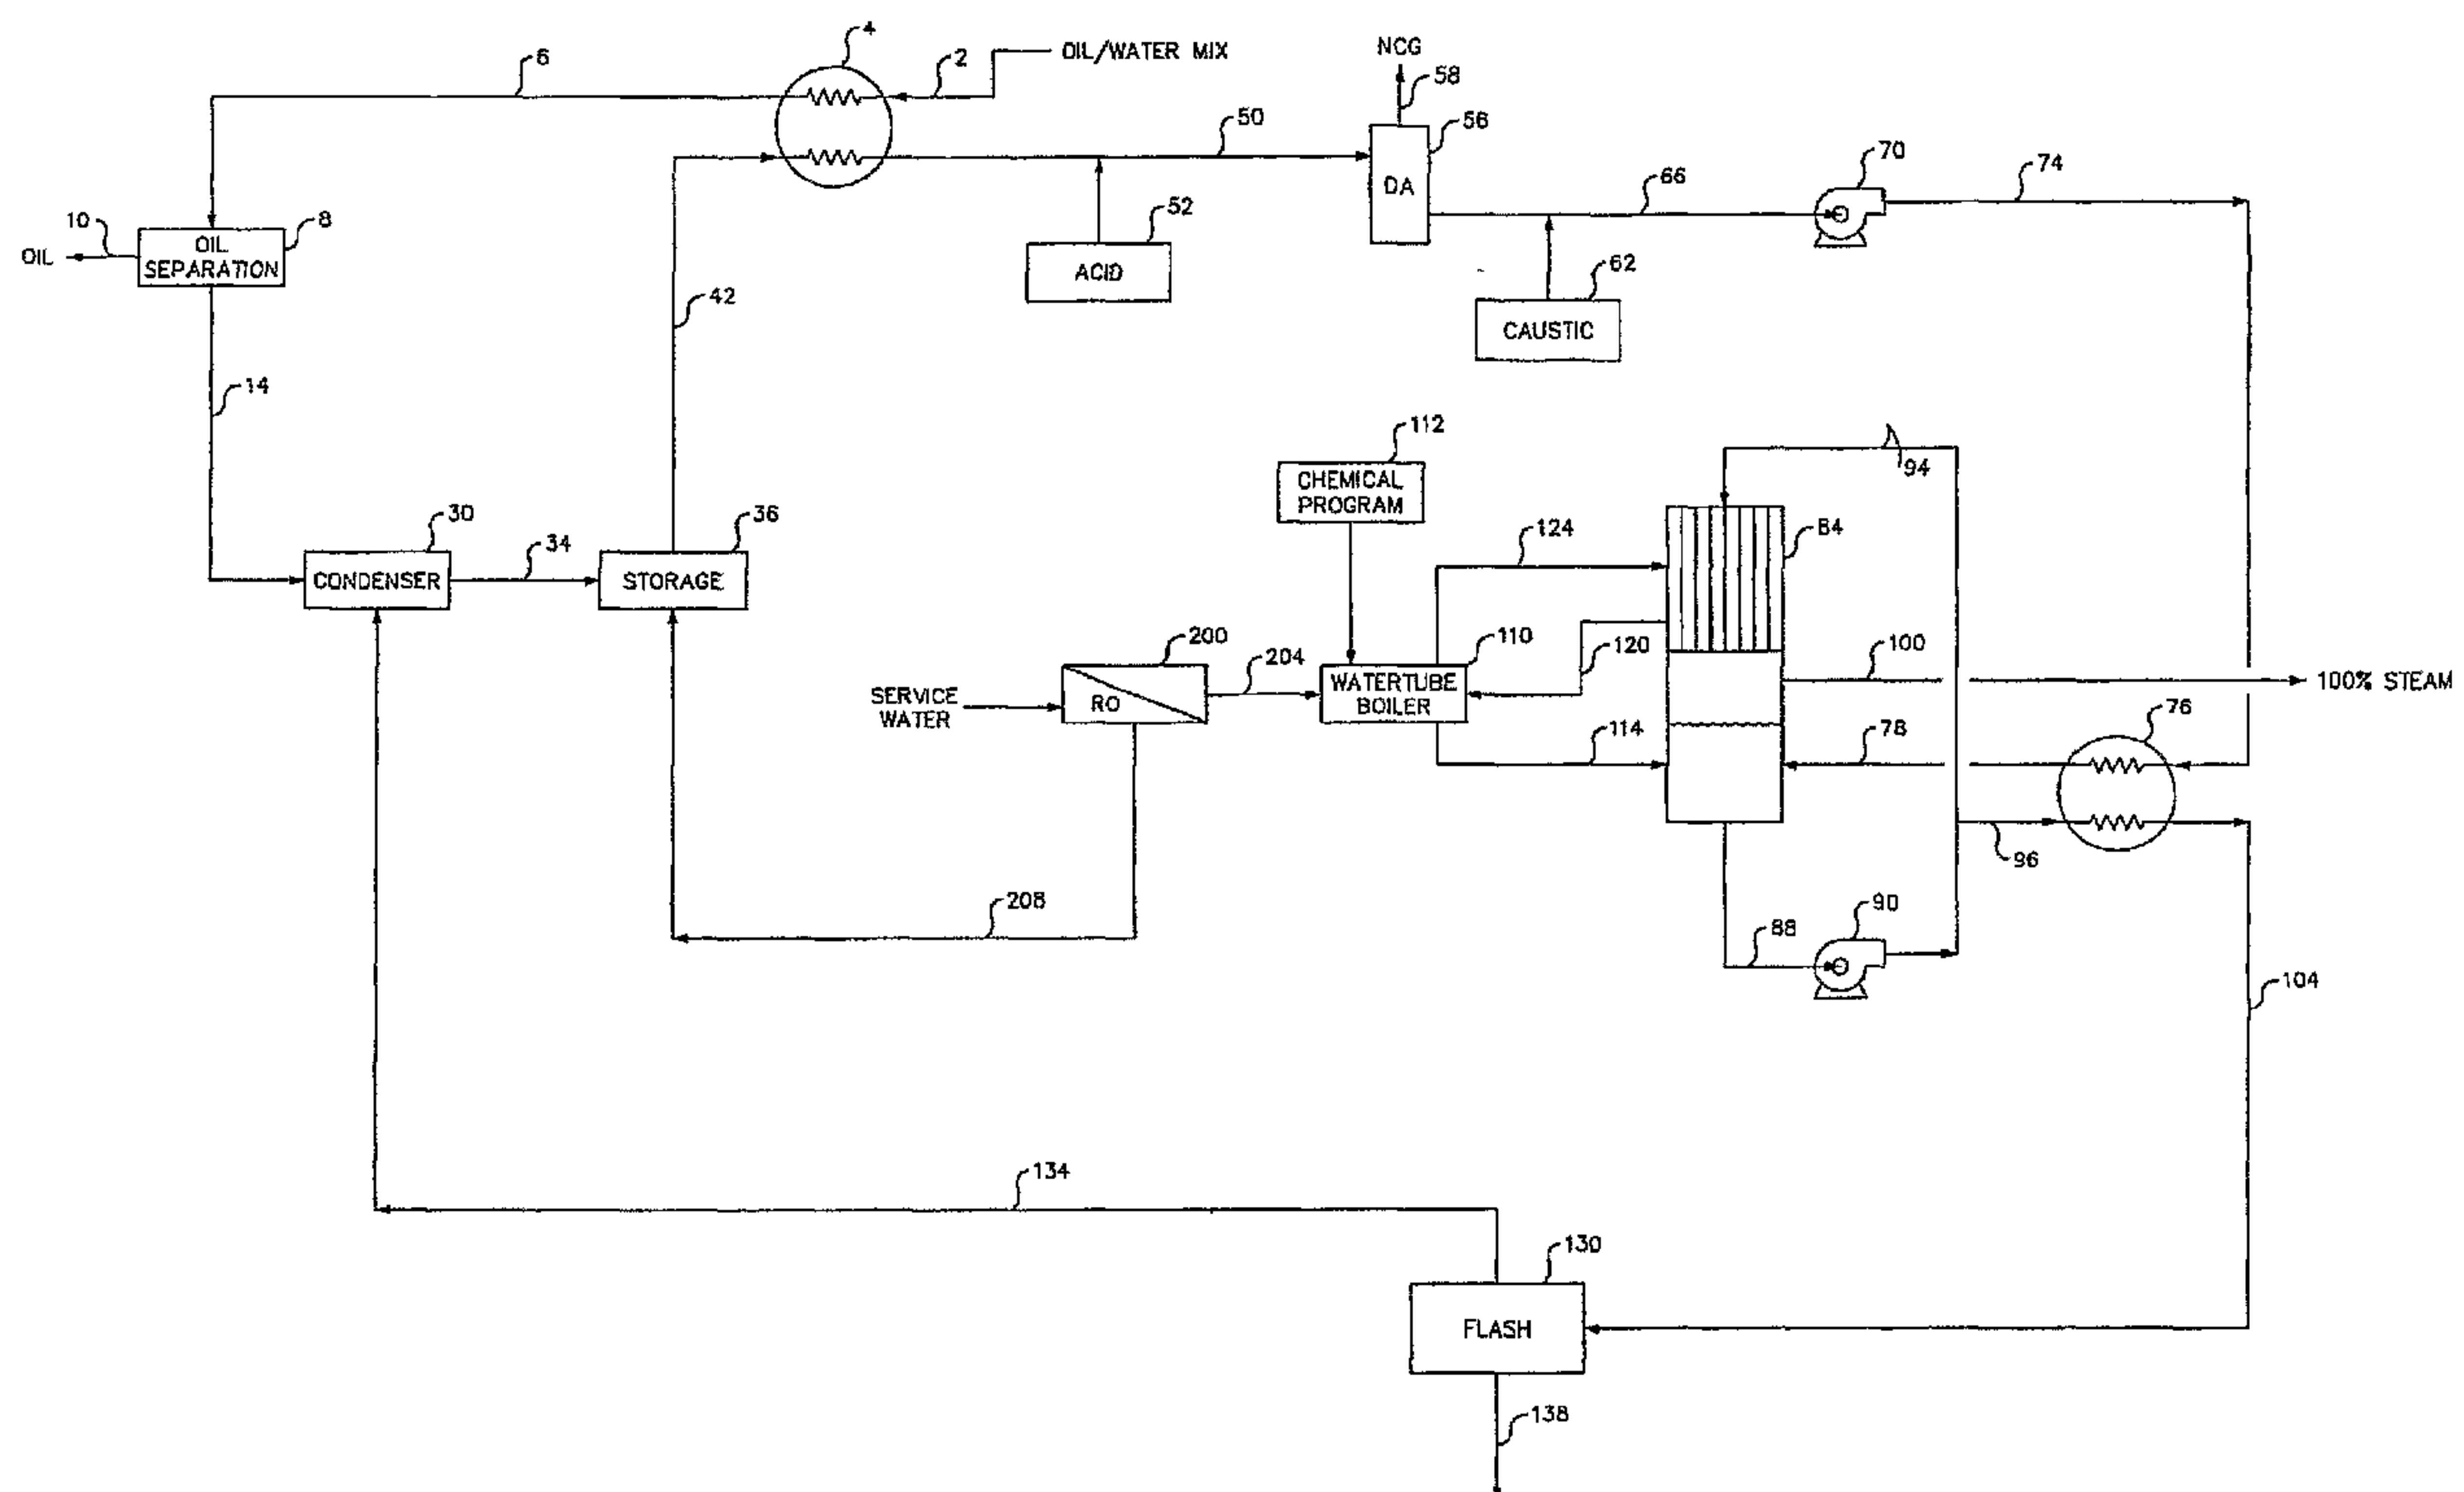 4
6
2
OIL/WATER MIX
NCG
58
50
56
DA
70
74
66
52
10
8
OIL
OIL
SEPARATION
ACID
62
42
CAUSTIC
14
112
94
CHEMICAL
PROGRAM
30
34
36
124
84
CONDENSER
STORAGE
200
204
110
120
100
SERVICE
WATER
RO
WATERTUBE
BOILER
100% STEAM
114
78
76
96
208
88
90
104
134
130
FLASH
138